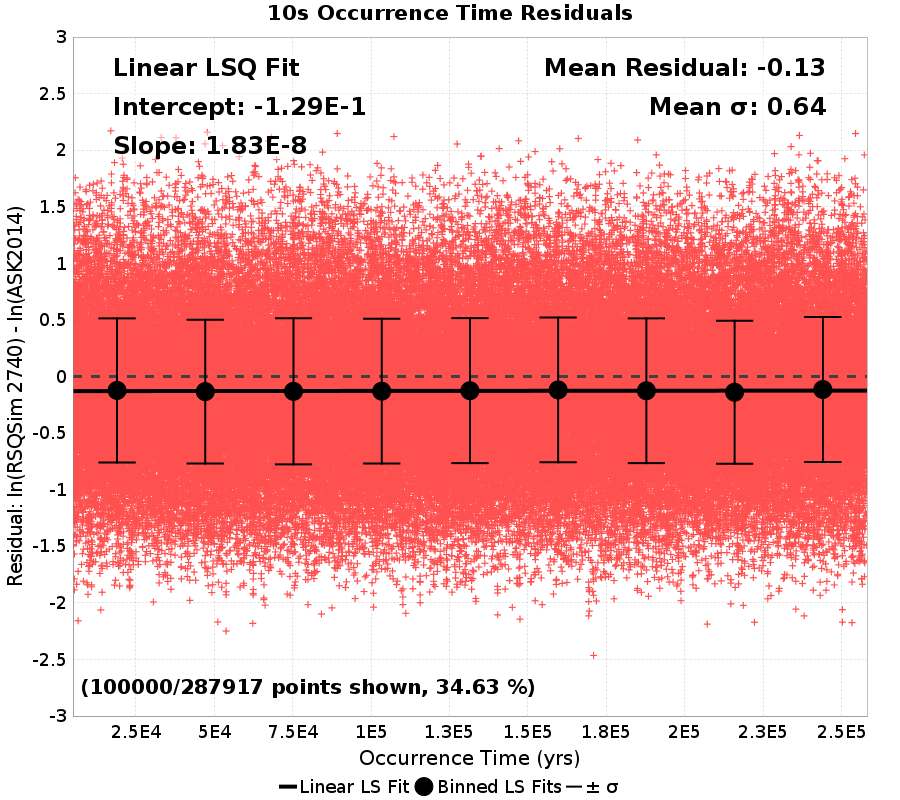 10s Occurrence Time Residuals
Linear LSQ Fit
Mean Residual: -0.13
Intercept: -1.29E-1
Mean σ: 0.64
Slope: 1.83E-8
3
2.5
2
1.5
1
0.5
0
-0.5
-1
-1.5
-2
-2.5
-3
Residual: ln(RSQSim 2740) - ln(ASK2014)
(100000/287917 points shown, 34.63 %)
2.5E4 5E4 7.5E4 1E5 1.3E5 1.5E5 1.8E5 2E5 2.3E5 2.5E5
Occurrence Time (yrs)
Linear LS Fit Binned LS Fits ± σ